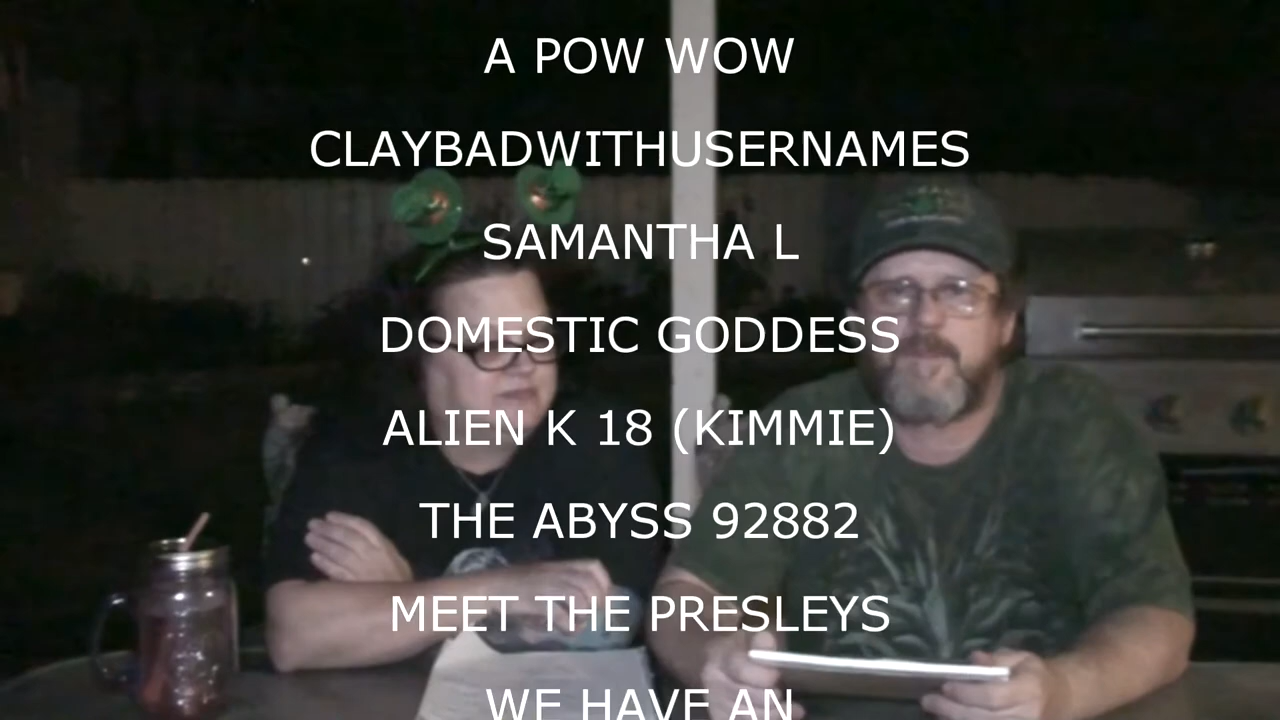 A POW WOW
CLAYBADWITHUSERNAMES
SAMANTHA L
DOMESTIC GODDESS
ALIEN K 18 (KIMMIE)
THE ABYSS 92882
MEET THE PRESLEYS
WE HAVE AN